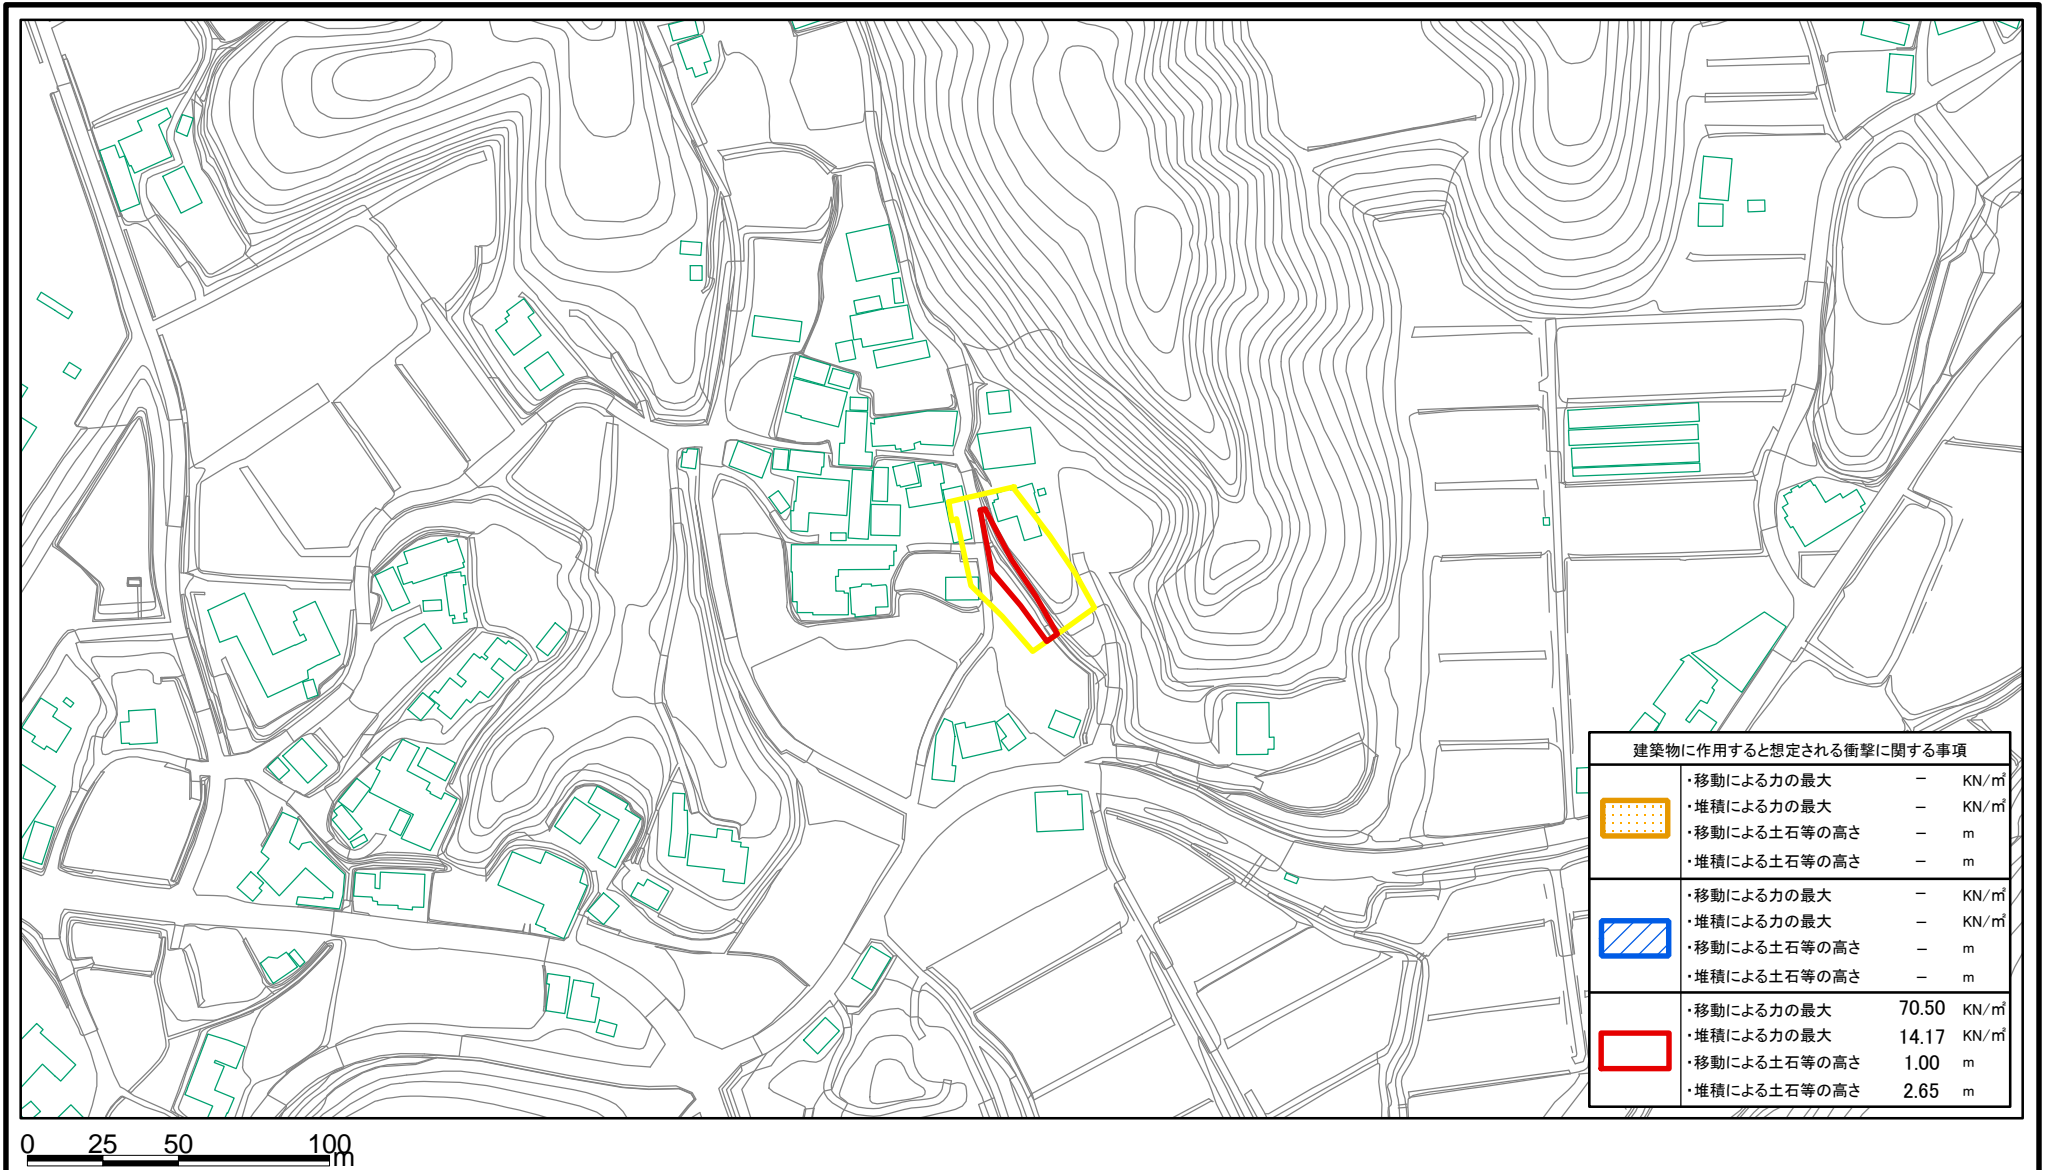 建築物に作用すると想定される衝撃に関する事項
・移動による力の最大 － KN/㎡
・堆積による力の最大 － KN/㎡
・移動による土石等の高さ － m
・堆積による土石等の高さ － m
・移動による力の最大 － KN/㎡
・堆積による力の最大 － KN/㎡
・移動による土石等の高さ － m
・堆積による土石等の高さ － m
・移動による力の最大 70.50 KN/㎡
・堆積による力の最大 14.17 KN/㎡
・移動による土石等の高さ 1.00 m
・堆積による土石等の高さ 2.65 m
0 25 50 100
m